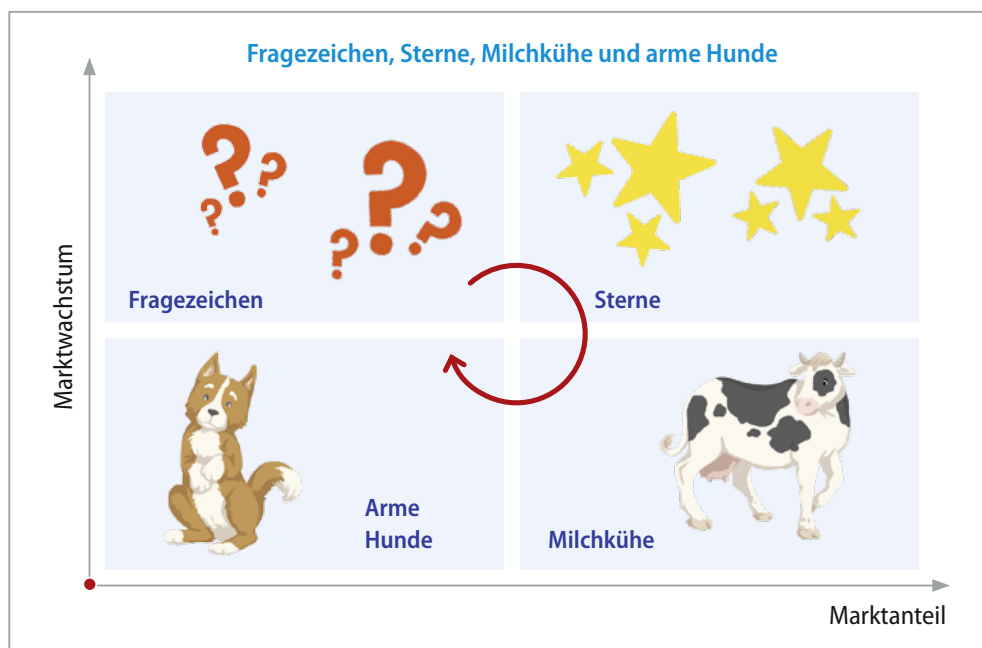 Fragezeichen, Sterne, Milchkühe und arme Hunde
Marktwachstum
Fragezeichen
Sterne
Arme
Hunde
Milchkühe
Marktanteil